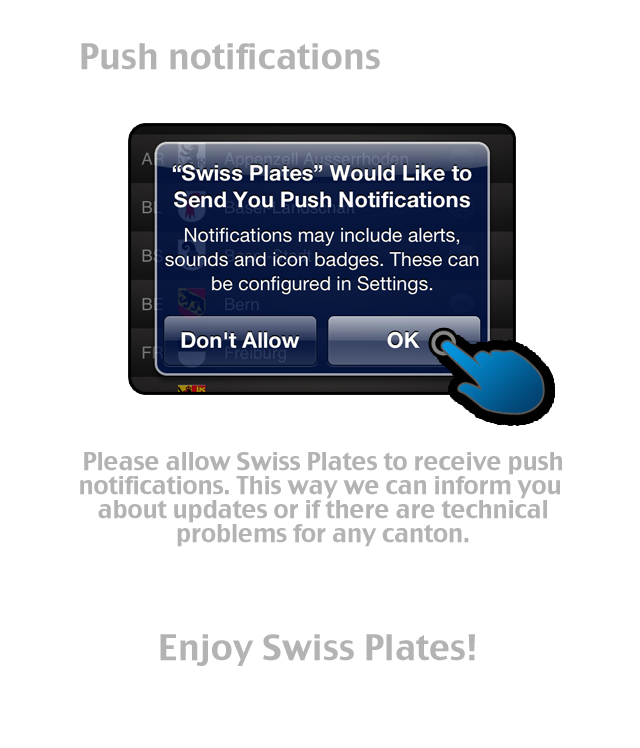 Push notifications
AR Appenzell Ausserrhoden
“Swiss Plates” Would Like to
Send You Push Notifications
BL Basel-Landschaft
Notifications may include alerts,
sounds and icon badges. These can
be configured in Settings.
BS Basel-Stadt
BE Bern
Don't Allow OK
FR Freiburg
Please allow Swiss Plates to receive push
notifications. This way we can inform you
about updates or if there are technical
problems for any canton.
Enjoy Swiss Plates!